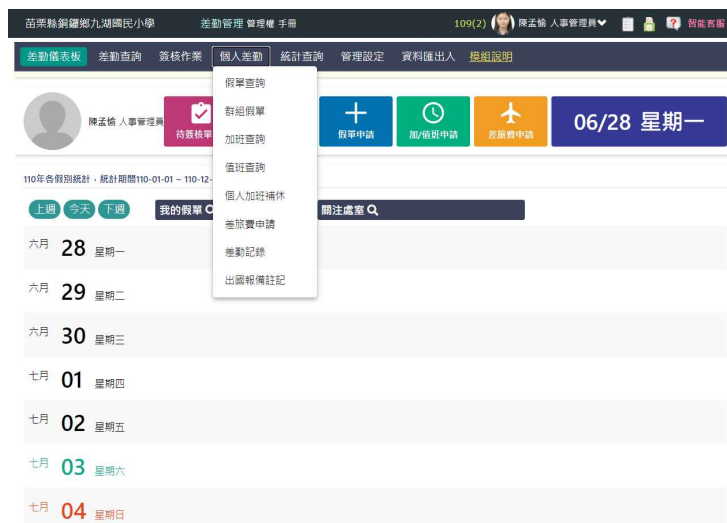 苗栗縣銅鑼鄉九湖國民小學 差勤管理 管理權 手冊 109(2) 陳孟愉 人事管理員 智能客服
差勤儀表板 差勤查詢 簽核作業 個人差勤 統計查詢 管理設定 資料匯出入 模組說明
假單查詢
群組假單
加班查詢
值班查詢
個人加班補休
差旅費申請
差勤記錄
出國報備註記
陳孟愉 人事管理員
待簽核單
假單申請
加/值班申請
差旅費申請
06/28 星期一
110年各假別統計，統計期間110-01-01 ~ 110-12-
上週 今天 下週 我的假單 關注處室
六月 28 星期一
六月 29 星期二
六月 30 星期三
七月 01 星期四
七月 02 星期五
七月 03 星期六
七月 04 星期日